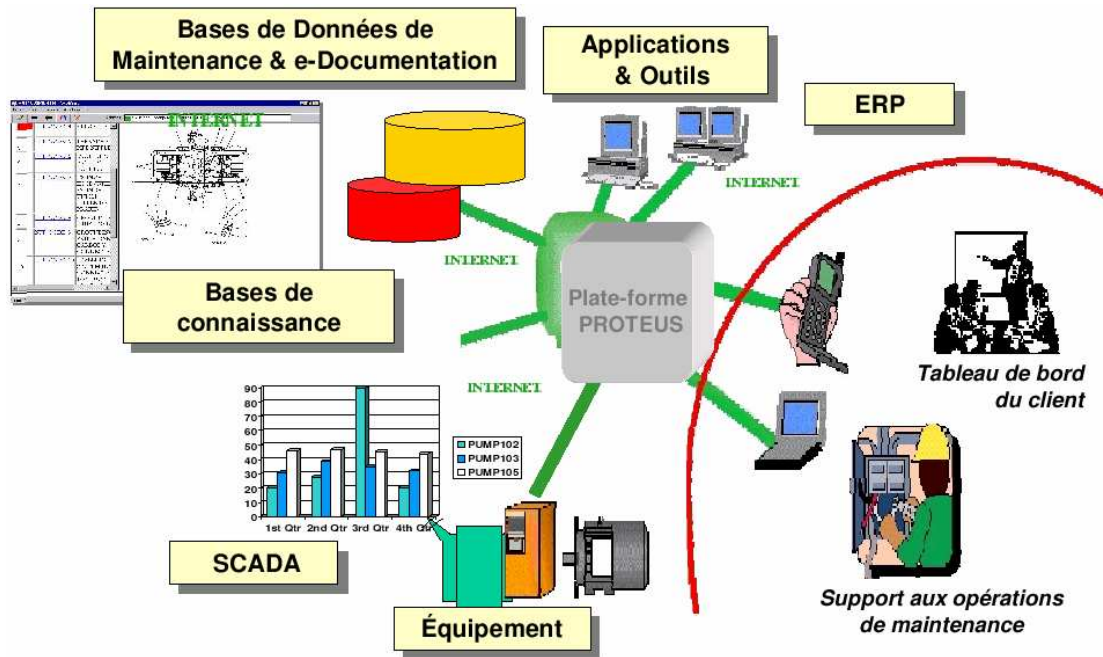 Bases de Données de
Maintenance & e-Documentation
Applications
& Outils
ERP
INTERNET
INTERNET
INTERNET
Plate-forme
PROTEUS
Bases de
connaissance
INTERNET
Tableau de bord
du client
90
80
70
60
50
40
30
20
10
0
1st Qtr
2nd Qtr
3rd Qtr
4th Qtr
PUMP102
PUMP103
PUMP105
SCADA
Équipement
Support aux opérations
de maintenance